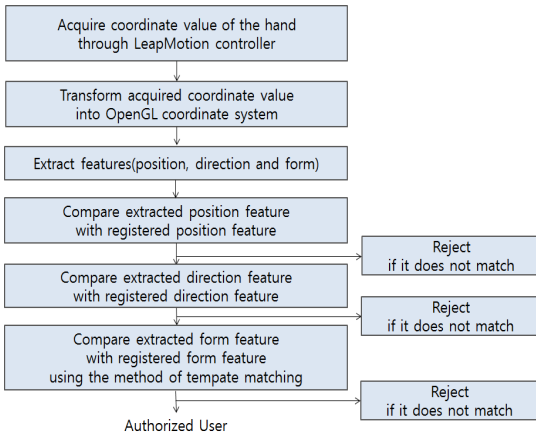 Acquire coordinate value of the hand
through LeapMotion controller
Transform acquired coordinate value
into OpenGL coordinate system
Extract features(position, direction and form)
Compare extracted position feature
with registered position feature
Reject
if it does not match
Compare extracted direction feature
with registered direction feature
Reject
if it does not match
Compare extracted form feature
with registered form feature
using the method of tempate matching
Reject
if it does not match
Authorized User